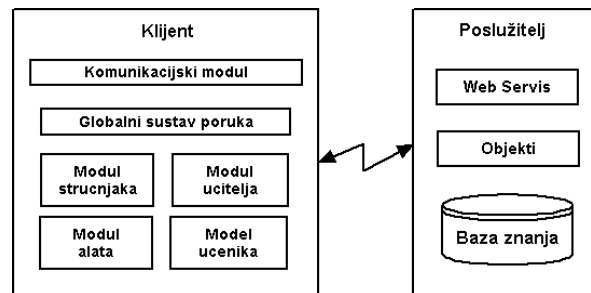 Klijent
Komunikacijski modul
Globalni sustav poruka
Modul
strucnjaka
Modul
ucitelja
Modul
alata
Model
ucenika
Poslužitelj
Web Servis
Objekti
Baza znanja